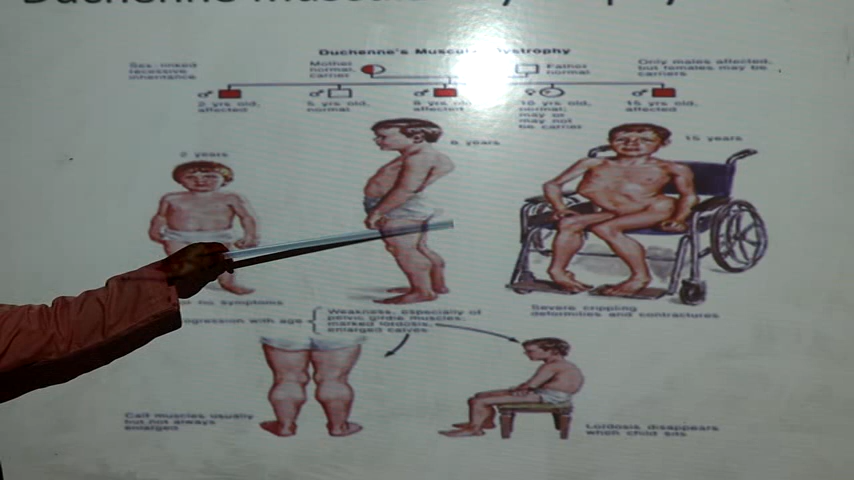 Duchenne
Duchenne's Muscular Dystrophy
Sex-linked
recessive
inheritance
Mother
normal,
carrier
Father
normal
Only males affected,
but females may be
carriers
2 yrs old,
affected
5 yrs old,
normal
8 yrs old,
affected
10 yrs old,
normal;
may or
may not
be carrier
15 yrs old,
affected
2 years
8 years
15 years
or no symptoms
Progression with age
Weakness, especially of
pelvic girdle muscles,
marked lordosis,
enlarged calves
Severe crippling
deformities and contractures
Calf muscles usually
but not always
enlarged
Lordosis disappears
when child sits